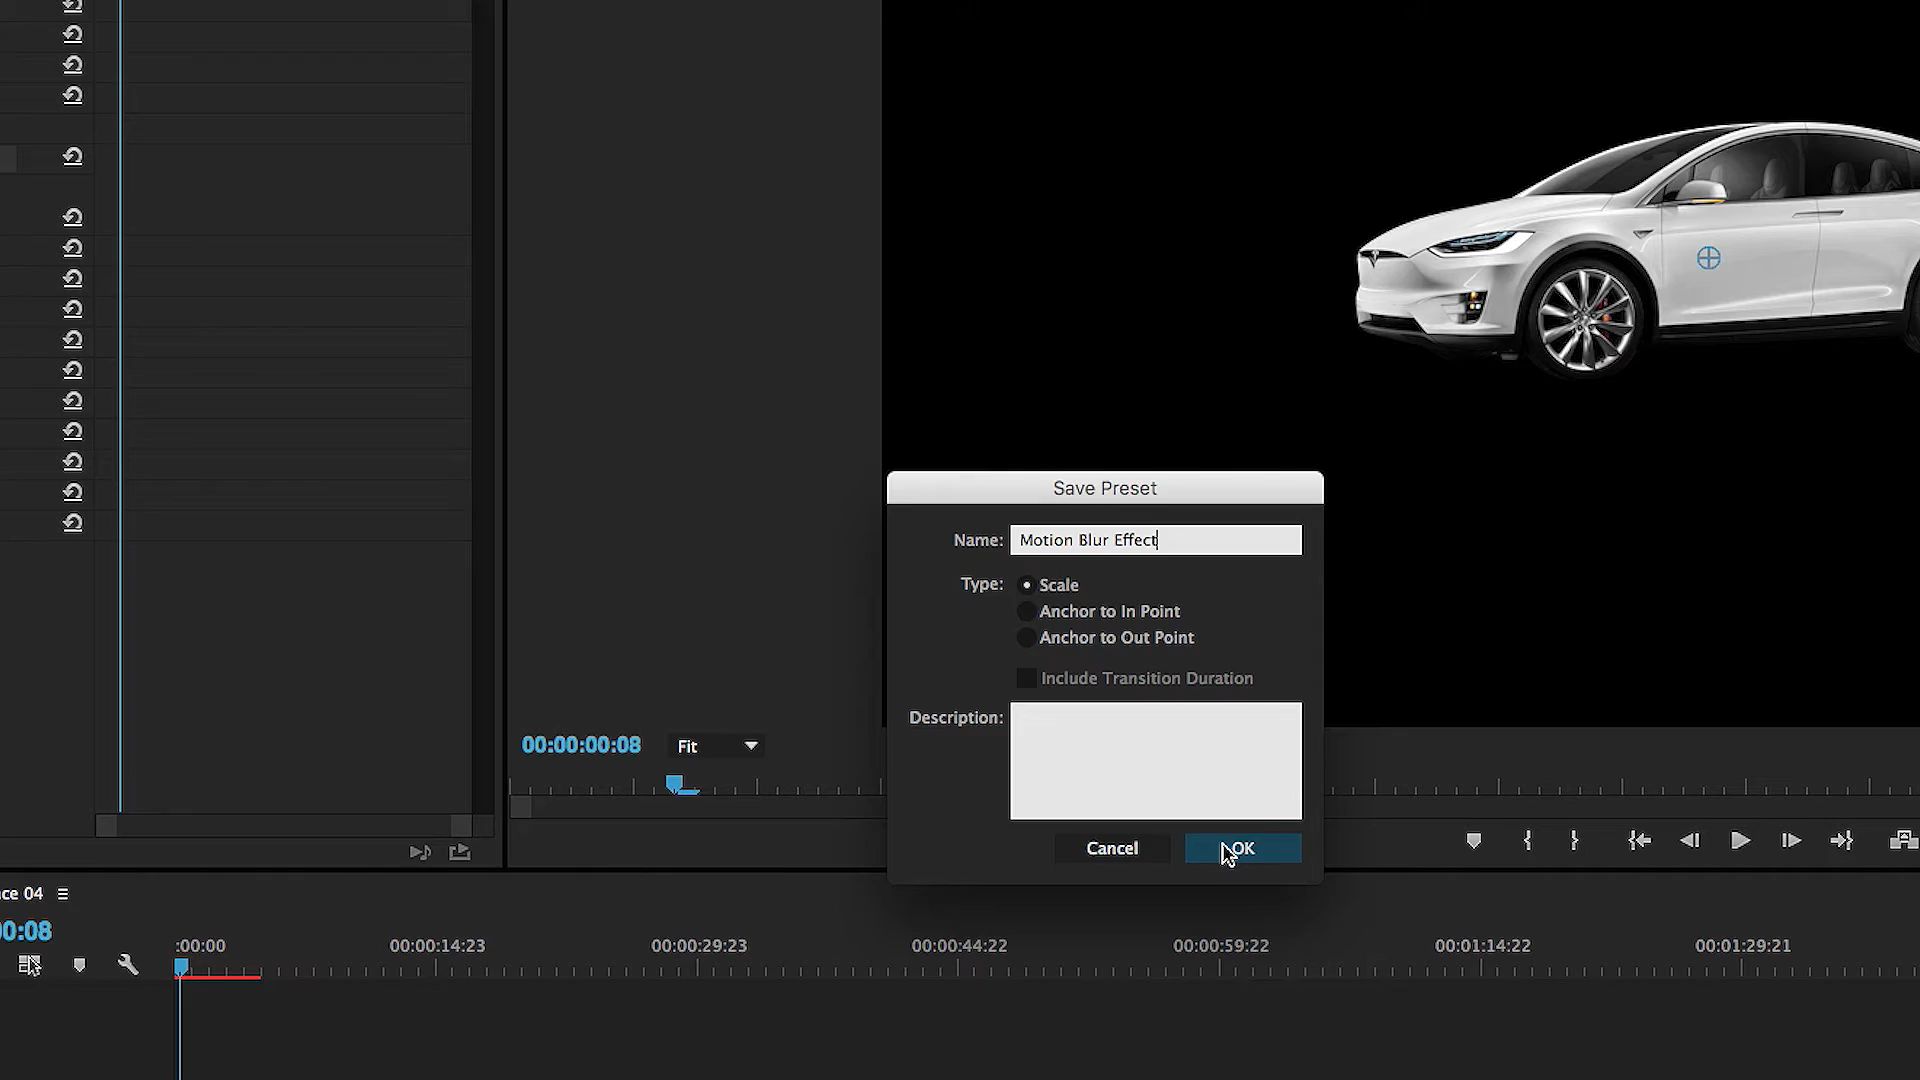 Save Preset
Name: Motion Blur Effect
Type: Scale
Anchor to In Point
Anchor to Out Point
Include Transition Duration
Description:
00:00:00:08 Fit
Cancel OK
ce 04
00:08
:00:00 00:00:14:23 00:00:29:23 00:00:44:22 00:00:59:22 00:01:14:22 00:01:29:21